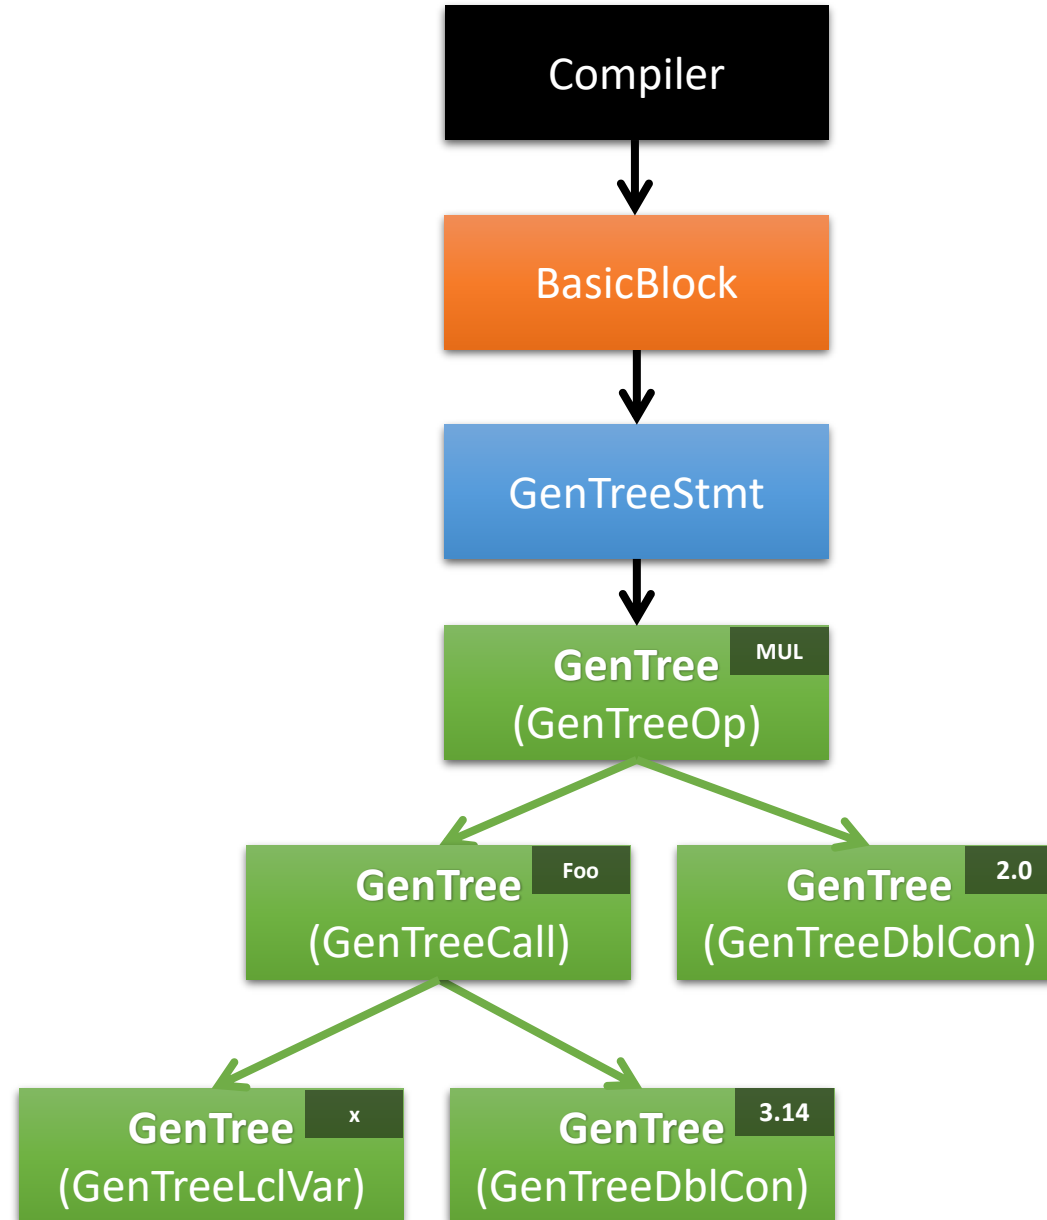 Compiler
BasicBlock
GenTreeStmt
MUL
GenTree
(GenTreeOp)
Foo
GenTree
(GenTreeCall)
2.0
GenTree
(GenTreeDblCon)
x
GenTree
(GenTreeLclVar)
3.14
GenTree
(GenTreeDblCon)